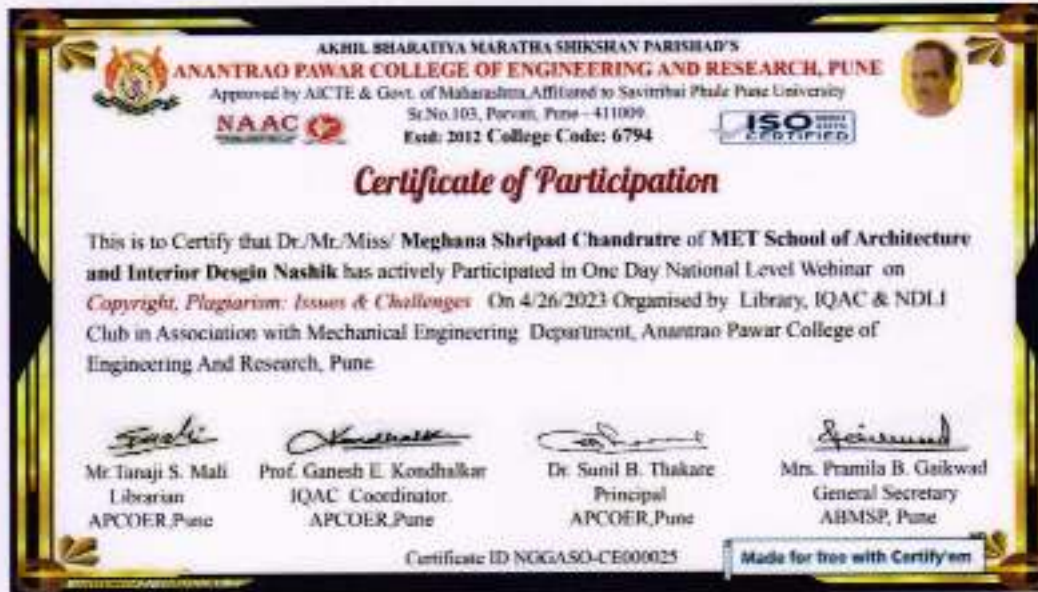 AKHIL BHARATIYA MARATHA SHIKSHAN PARISHAD'S
ANANTRAO PAWAR COLLEGE OF ENGINEERING AND RESEARCH, PUNE
Approved by AICTE & Govt. of Maharashtra, Affiliated to Savitribai Phule Pune University
Sr.No.103, Parvati, Pune - 411009.
NAAC
ISO
CERTIFIED
Estd: 2012 College Code: 6794
Certificate of Participation
This is to Certify that Dr./Mr./Miss/ Meghana Shripad Chandratre of MET School of Architecture
and Interior Desgin Nashik has actively Participated in One Day National Level Webinar on
Copyright, Plagiarism: Issues & Challenges On 4/26/2023 Organised by Library, IQAC & NDLI
Club in Association with Mechanical Engineering Department, Anantrao Pawar College of
Engineering And Research, Pune
Mr. Tanaji S. Mali
Librarian
APCOER,Pune
Prof. Ganesh E. Kondhalkar
IQAC Coordinator.
APCOER,Pune
Dr. Sunil B. Thakare
Principal
APCOER,Pune
Mrs. Pramila B. Gaikwad
General Secretary
ABMSP, Pune
Certificate ID NGGASO-CE000025
Made for free with Certify'em